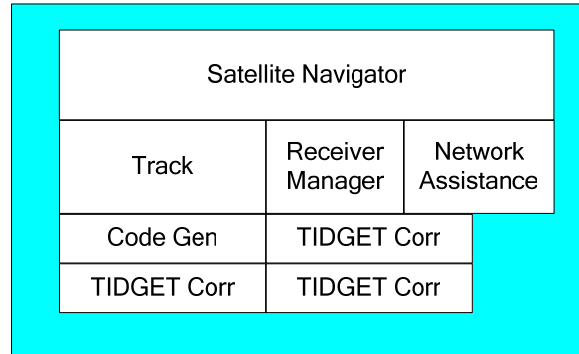 Satellite Navigator
Track
Receiver
Manager
Network
Assistance
Code Gen
TIDGET Corr
TIDGET Corr
TIDGET Corr